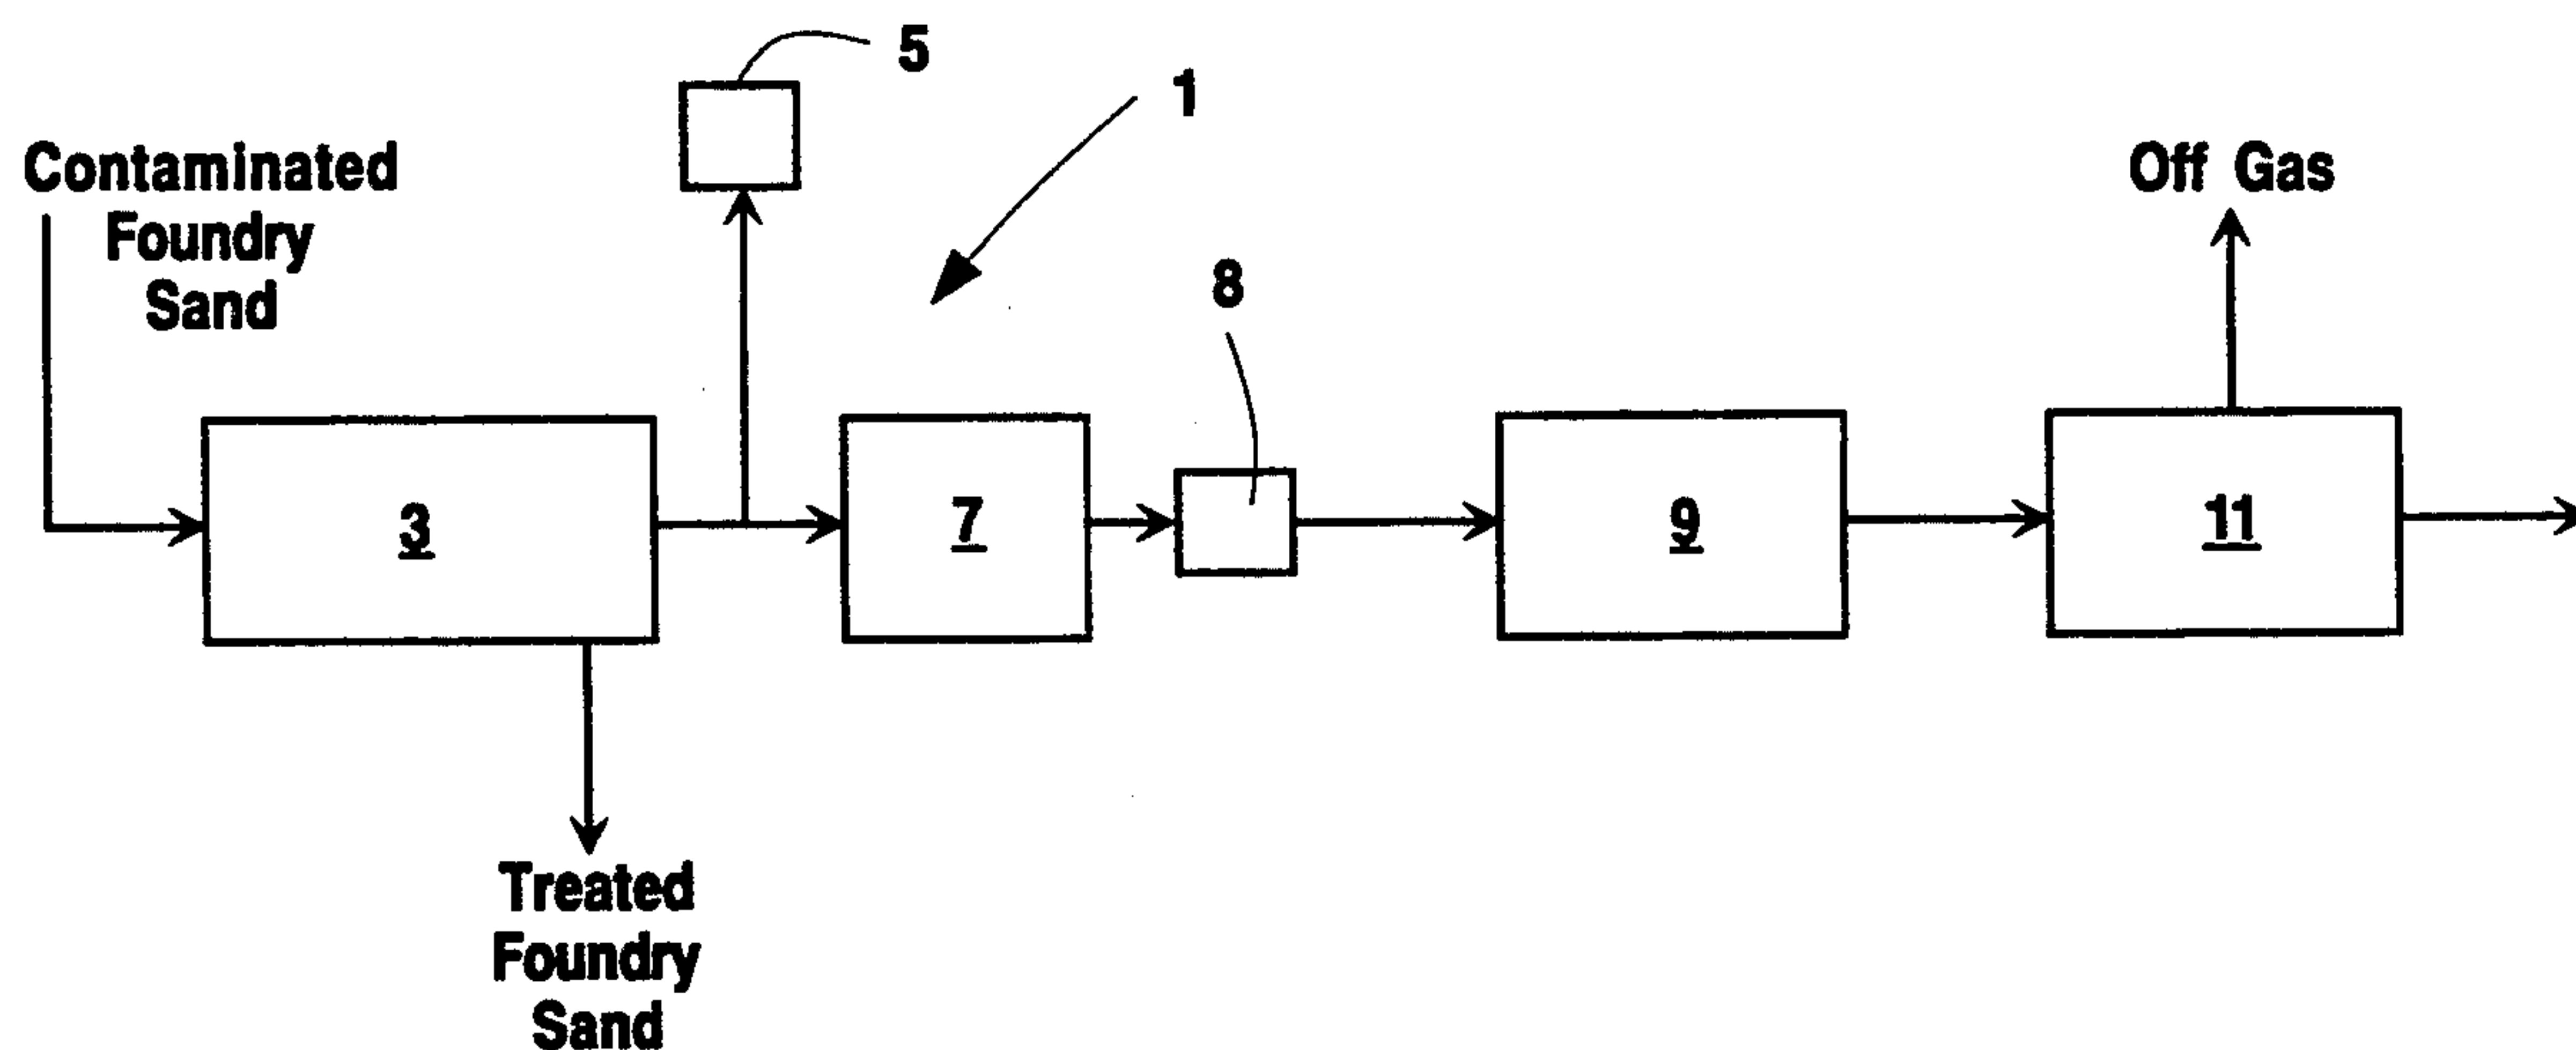 5
1
Contaminated
Foundry
Sand
Off Gas
8
3
7
9
11
Treated
Foundry
Sand